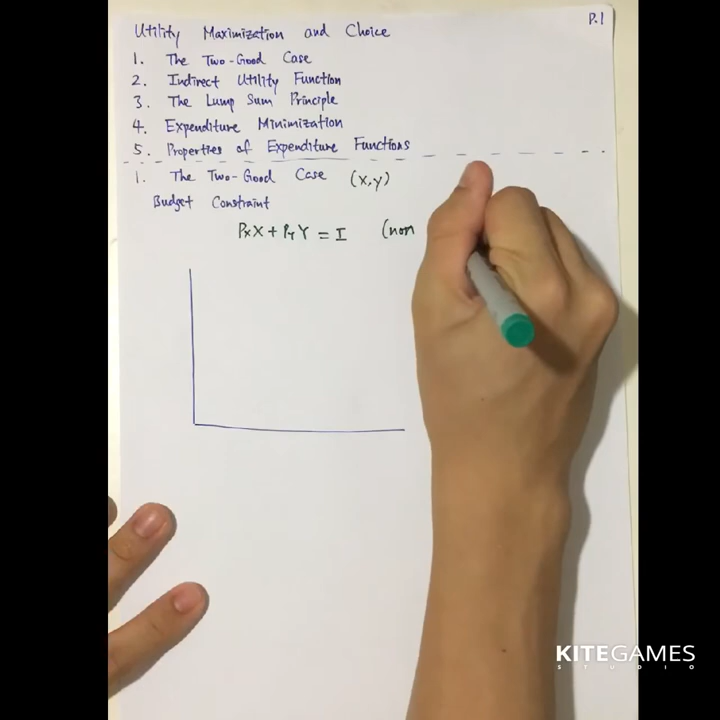 P.1
Utility Maximization and Choice
1. The Two-Good Case
2. Indirect Utility Function
3. The Lump Sum Principle
4. Expenditure Minimization
5. Properties of Expenditure Functions
1. The Two-Good Case (X,Y)
Budget Constraint
PxX + PyY = I (non
KITEGAMES
STUDIO